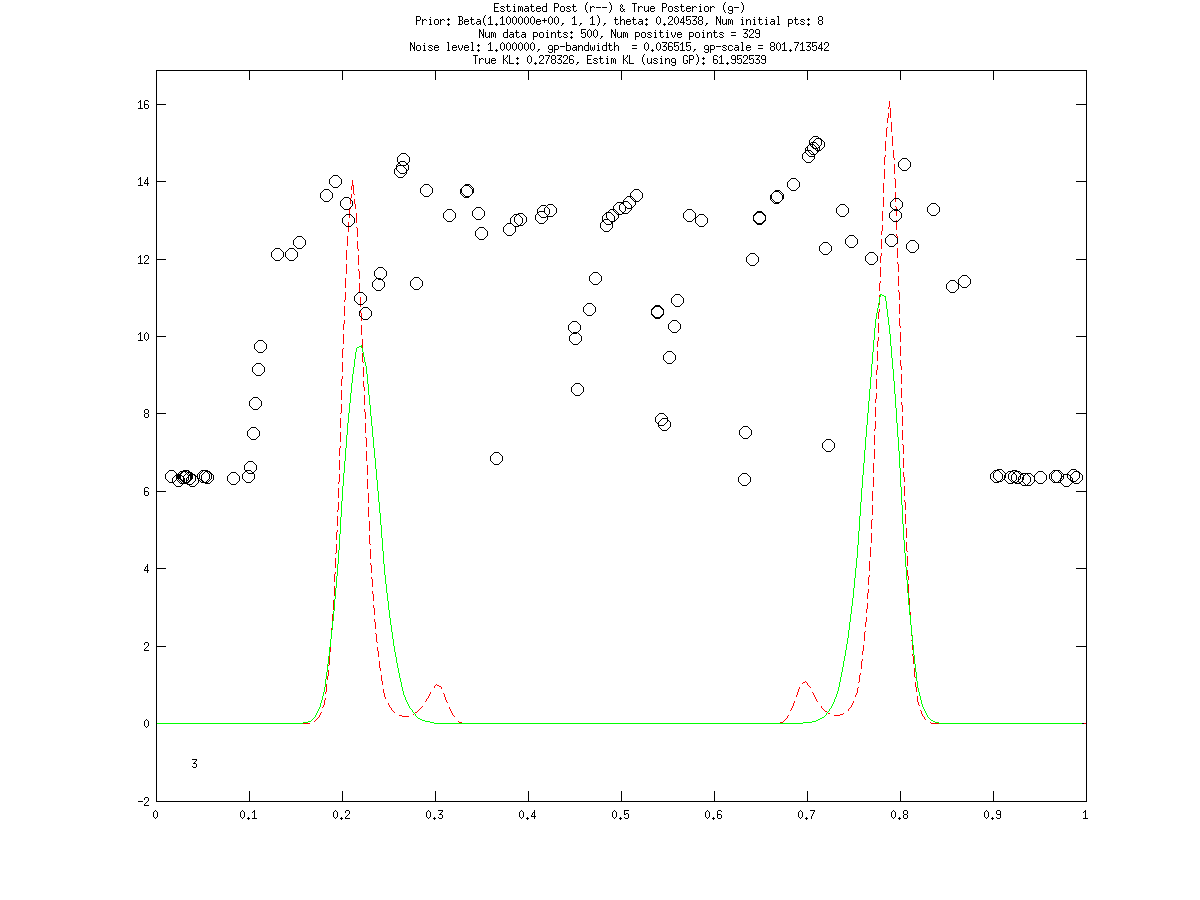 Estimated Post (r--) & True Posterior (g-)
Prior: Beta(1.100000e+00, 1, 1), theta: 0.204538, Num initial pts: 8
Num data points: 500, Num positive points = 329
Noise level: 1.000000, gp-bandwidth  = 0.036515, gp-scale = 801.713542
True KL: 0.278326, Estim KL (using GP): 61.952539
16
14
12
10
8
6
4
2
0
3
-2
0 0.1 0.2 0.3 0.4 0.5 0.6 0.7 0.8 0.9 1